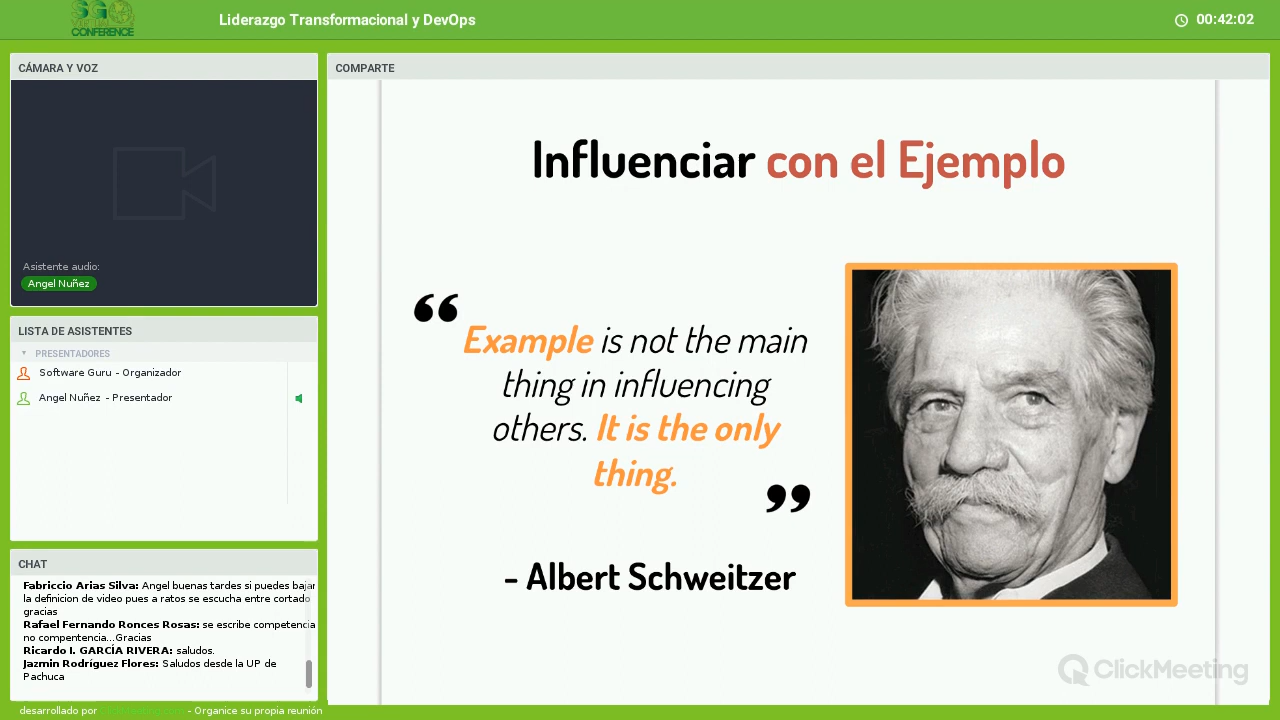 SG
VIRTUAL
CONFERENCE
Liderazgo Transformacional y DevOps
00:42:02
CÁMARA Y VOZ
Asistente audio:
Angel Nuñez
LISTA DE ASISTENTES
PRESENTADORES
Software Guru - Organizador
Angel Nuñez - Presentador
CHAT
Fabriccio Arias Silva: Angel buenas tardes si puedes bajar
la definicion de video pues a ratos se escucha entre cortado
gracias
Rafael Fernando Ronces Rosas: se escribe competencia
no compentencia...Gracias
Ricardo I. GARCÍA RIVERA: saludos.
Jazmin Rodríguez Flores: Saludos desde la UP de
Pachuca
desarrollado por
- Organice su propia reunión
COMPARTE
Influenciar con el Ejemplo
“
Example is not the main
thing in influencing
others. It is the only
thing.
”
- Albert Schweitzer
ClickMeeting